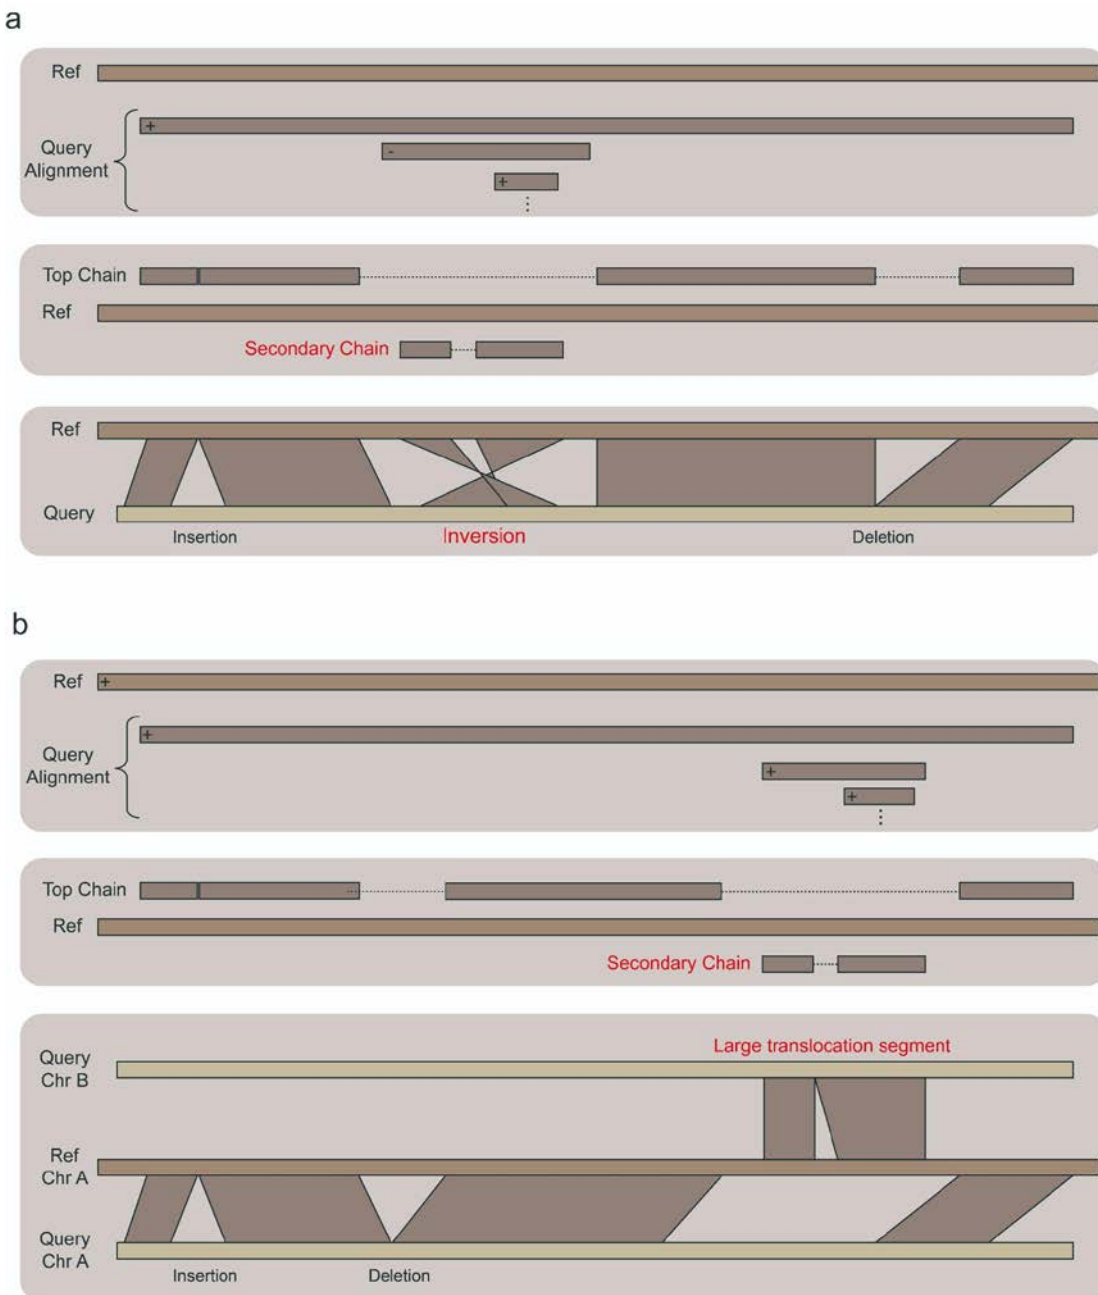 a
Ref
+
Query
Alignment
-
+
Top Chain
Ref
Secondary Chain
Ref
Query
Insertion
Inversion
Deletion
b
Ref
+
+
Query
Alignment
+
+
Top Chain
Ref
Secondary Chain
Large translocation segment
Query
Chr B
Ref
Chr A
Query
Chr A
Insertion
Deletion